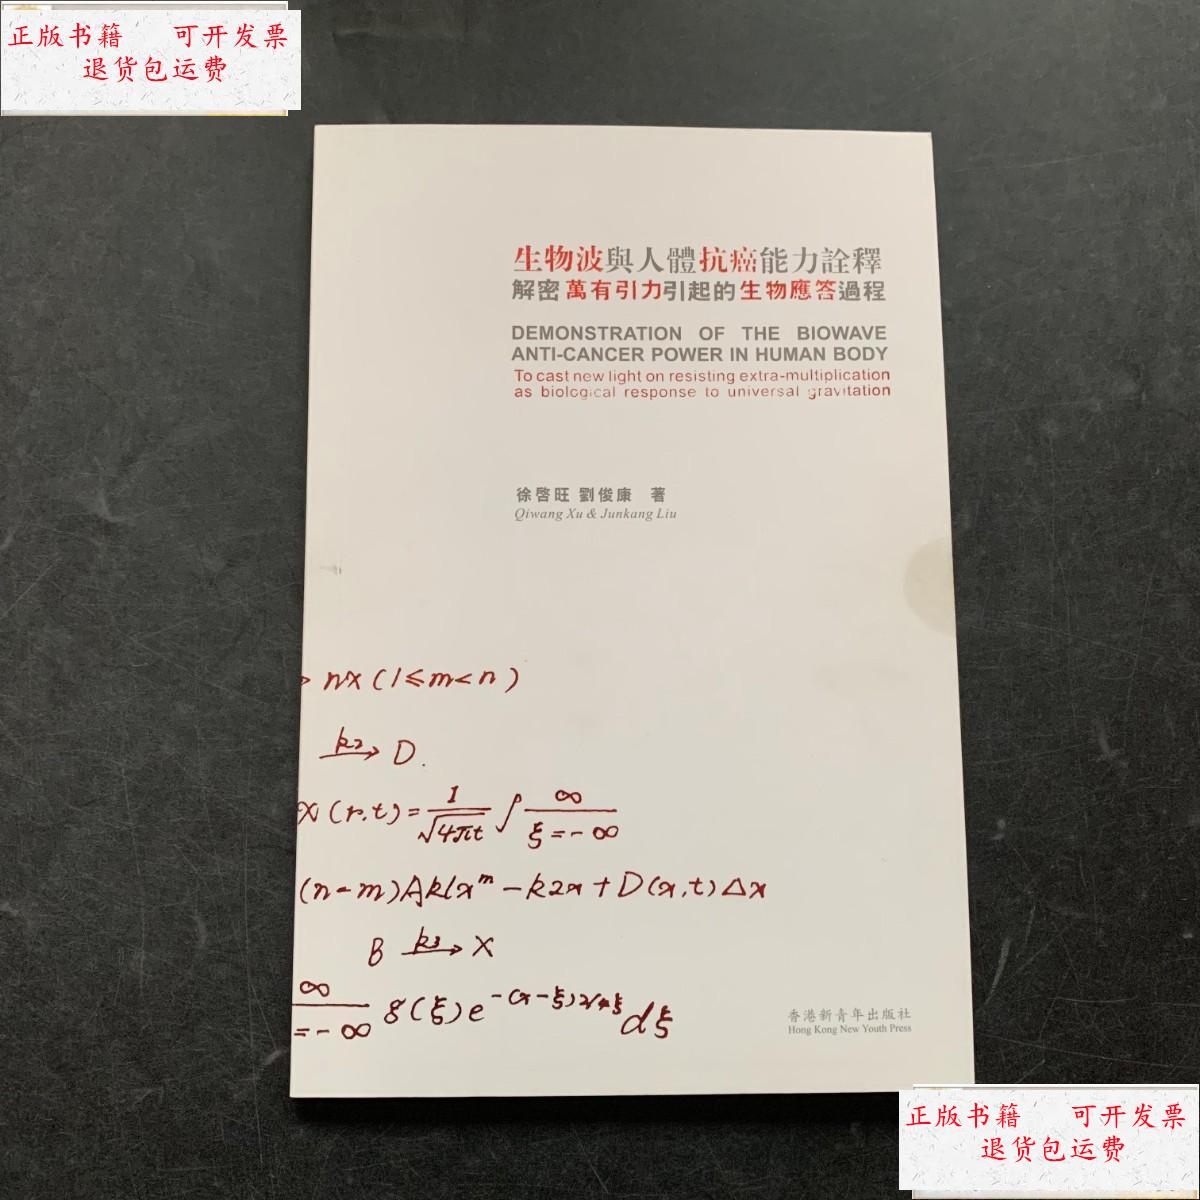 正版书籍 可开发票
退货包运费
生物波與人體抗癌能力詮釋
解密萬有引力引起的生物應答過程
DEMONSTRATION OF THE BIOWAVE
ANTI-CANCER POWER IN HUMAN BODY
To cast new light on resisting extra-multiplication
as biological response to universal gravitation
徐啓旺 劉俊康 著
Qiwang Xu & Junkang Liu
> nx (1≤m<n)
k2→ D.
X(r.t)=1/√4πt ∫ ∞/ξ=-∞
(n-m)Ak1x^m-k2x+D(x,t)Δx
B k3→ X
∞/=-∞ g(ξ)e^-(x-ξ)2/4ξ dξ
香港新青年出版社
Hong Kong New Youth Press
正版书籍 可开发票
退货包运费